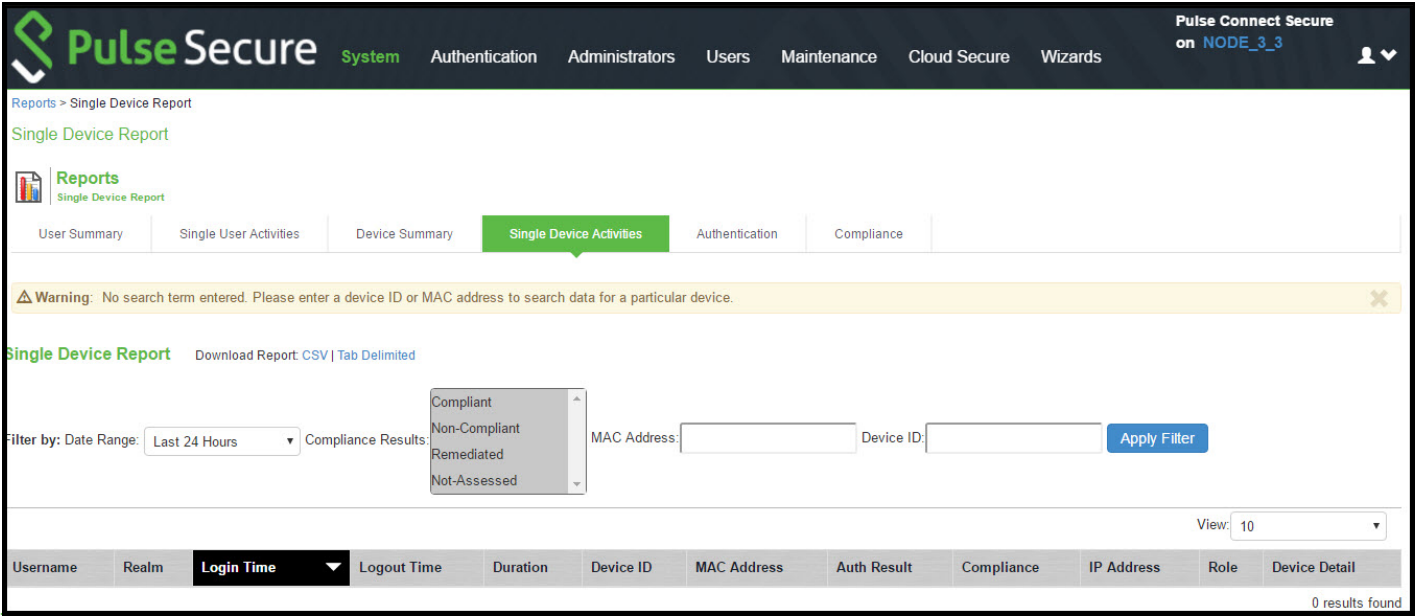 Pulse Secure System Authentication Administrators Users Maintenance Cloud Secure Wizards
Pulse Connect Secure
on NODE_3_3
Reports > Single Device Report
Single Device Report
Reports
Single Device Report
User Summary Single User Activities Device Summary Single Device Activities Authentication Compliance
Warning: No search term entered. Please enter a device ID or MAC address to search data for a particular device.
Single Device Report Download Report: CSV | Tab Delimited
Filter by: Date Range: Last 24 Hours Compliance Results:
Compliant
Non-Compliant
Remediated
Not-Assessed
MAC Address: Device ID: Apply Filter
View: 10
Username Realm Login Time Logout Time Duration Device ID MAC Address Auth Result Compliance IP Address Role Device Detail
0 results found